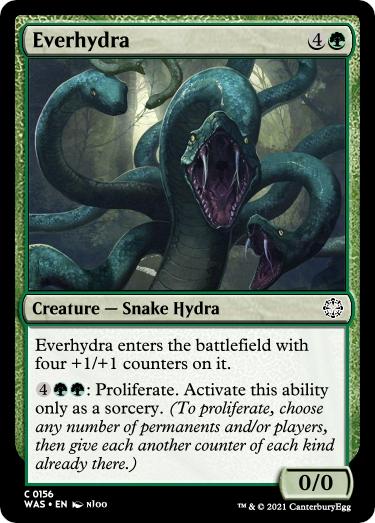 Everhydra 4
Creature — Snake Hydra
Everhydra enters the battlefield with
four +1/+1 counters on it.
4: Proliferate. Activate this ability
only as a sorcery. (To proliferate, choose
any number of permanents and/or players,
then give each another counter of each kind
already there.)
0/0
C 0156
WAS • EN NIOO
™ & © 2021 CanterburyEgg